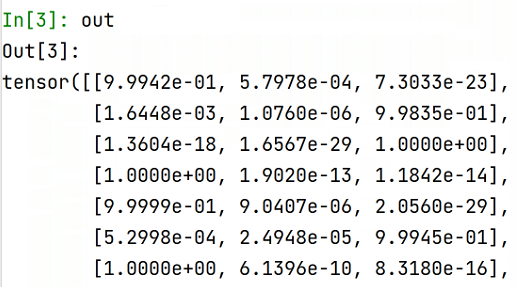 In[3]: out
Out[3]:
tensor([[9.9942e-01, 5.7978e-04, 7.3033e-23],
[1.6448e-03, 1.0760e-06, 9.9835e-01],
[1.3604e-18, 1.6567e-29, 1.0000e+00],
[1.0000e+00, 1.9020e-13, 1.1842e-14],
[9.9999e-01, 9.0407e-06, 2.0560e-29],
[5.2998e-04, 2.4948e-05, 9.9945e-01],
[1.0000e+00, 6.1396e-10, 8.3180e-16],